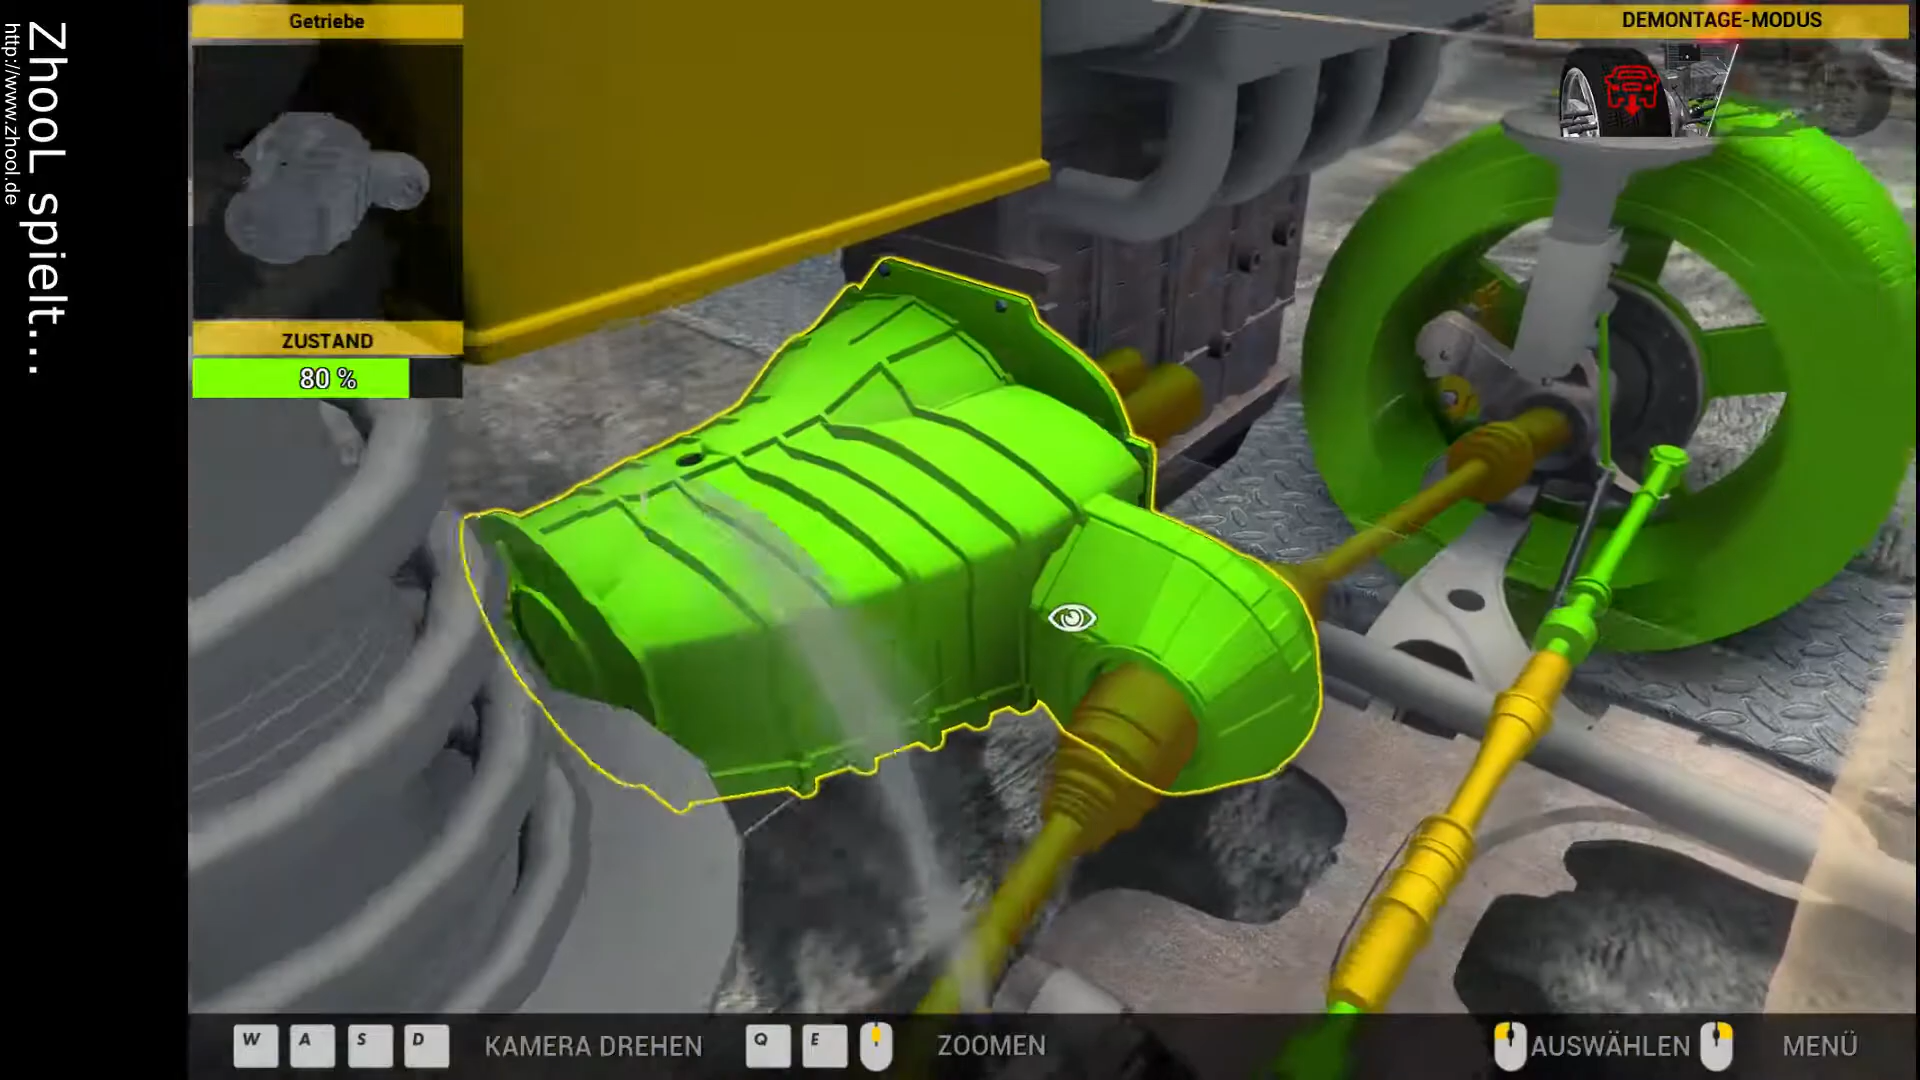 ZhooL spielt...
http://www.zhool.de
Getriebe
ZUSTAND
80 %
DEMONTAGE-MODUS
W A S D KAMERA DREHEN Q E ZOOMEN AUSWÄHLEN MENÜ